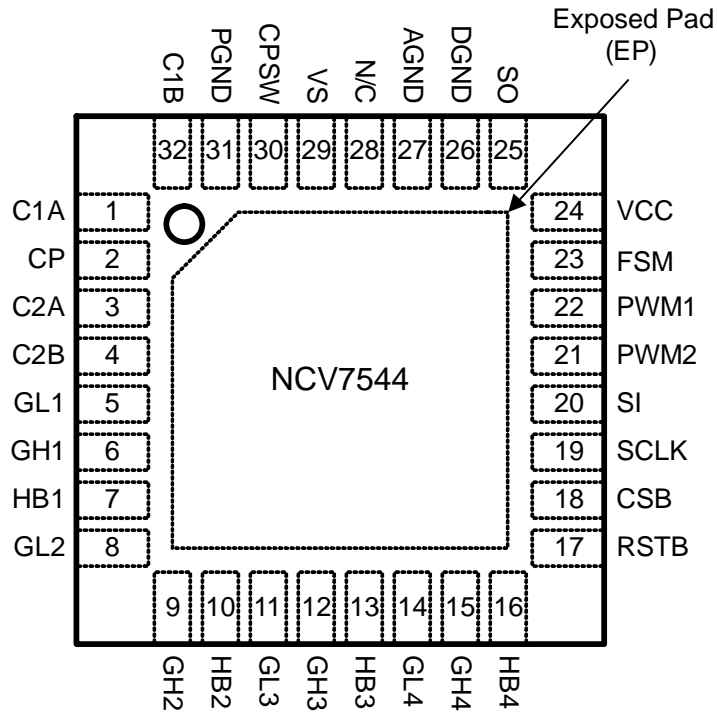 Exposed Pad
(EP)
C1B PGND CPSW VS N/C AGND DGND SO
32 31 30 29 28 27 26 25
C1A 1
CP 2
C2A 3
C2B 4
GL1 5
GH1 6
HB1 7
GL2 8
NCV7544
24 VCC
23 FSM
22 PWM1
21 PWM2
20 SI
19 SCLK
18 CSB
17 RSTB
9 10 11 12 13 14 15 16
GH2 HB2 GL3 GH3 HB3 GL4 GH4 HB4